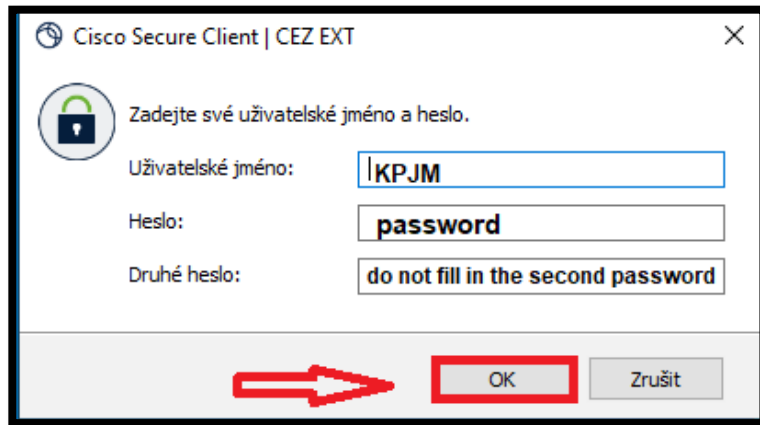 Cisco Secure Client | CEZ EXT
Zadejte své uživatelské jméno a heslo.
Uživatelské jméno: KPJM
Heslo: password
Druhé heslo: do not fill in the second password
OK Zrušit